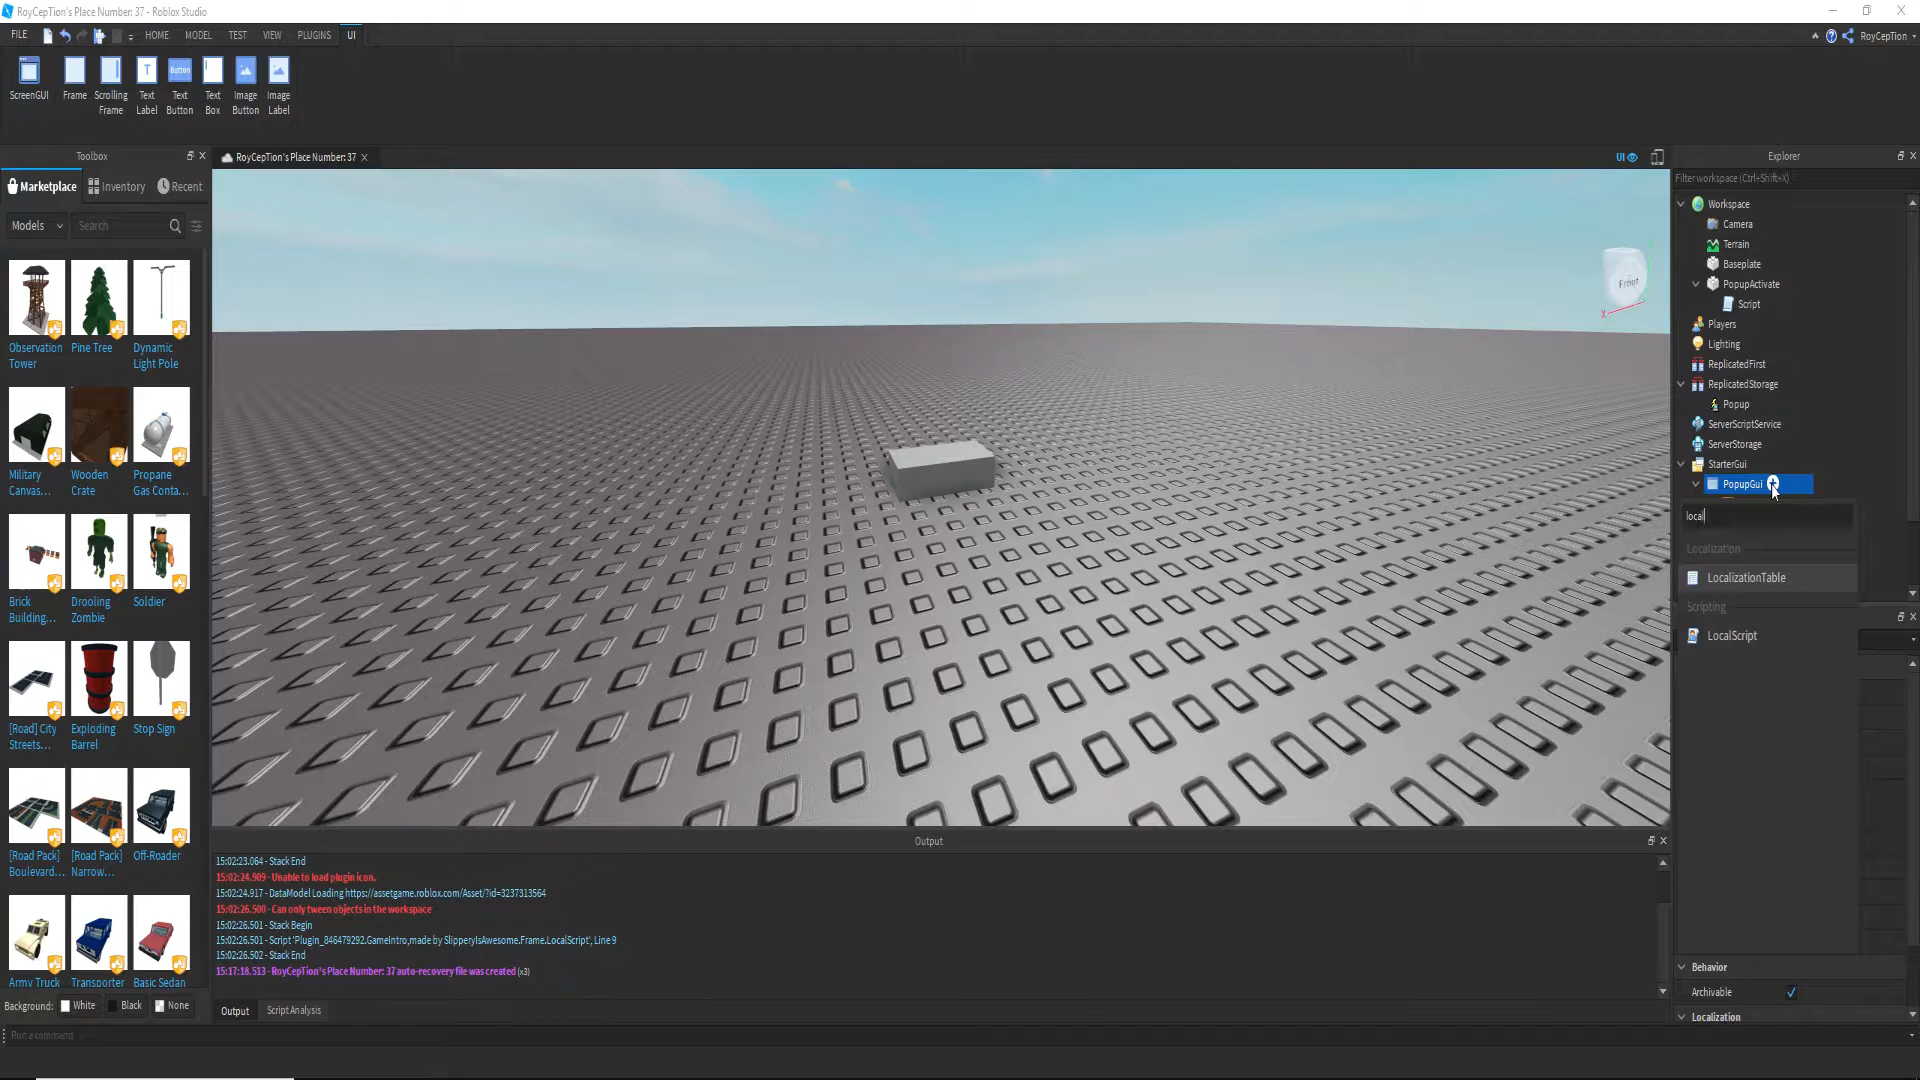 RoyCepTion's Place Number: 37 - Roblox Studio
FILE HOME MODEL TEST VIEW PLUGINS UI RoyCepTion
ScreenGUI
Frame
Scrolling Frame
Text Label
Button
Text Button
Text Box
Image Button
Image Label
Toolbox
Marketplace Inventory Recent
Models Search
Observation Tower
Pine Tree
Dynamic Light Pole
Military Canvas...
Wooden Crate
Propane Gas Conta...
Brick Building...
Drooling Zombie
Soldier
[Road] City Streets...
Exploding Barrel
Stop Sign
[Road Pack] Boulevard...
[Road Pack] Narrow...
Off-Roader
Army Truck
Transporter
Basic Sedan
Background: White Black None
RoyCepTion's Place Number: 37
UI
Front
X
Output
15:02:23.064 - Stack End
15:02:24.909 - Unable to load plugin icon.
15:02:24.917 - DataModel Loading https://assetgame.roblox.com/Asset/?id=3237313564
15:02:26.500 - Can only tween objects in the workspace
15:02:26.501 - Stack Begin
15:02:26.501 - Script 'Plugin_846479292.GameIntro,made by SlipperyIsAwesome.Frame.LocalScript', Line 9
15:02:26.502 - Stack End
15:17:18.513 - RoyCepTion's Place Number: 37 auto-recovery file was created (x3)
Output Script Analysis
Run a command
Explorer
Filter workspace (Ctrl+Shift+X)
Workspace
Camera
Terrain
Baseplate
PopupActivate
Script
Players
Lighting
ReplicatedFirst
ReplicatedStorage
Popup
ServerScriptService
ServerStorage
StarterGui
PopupGui
local
Localization
LocalizationTable
Scripting
LocalScript
Behavior
Archivable
Localization